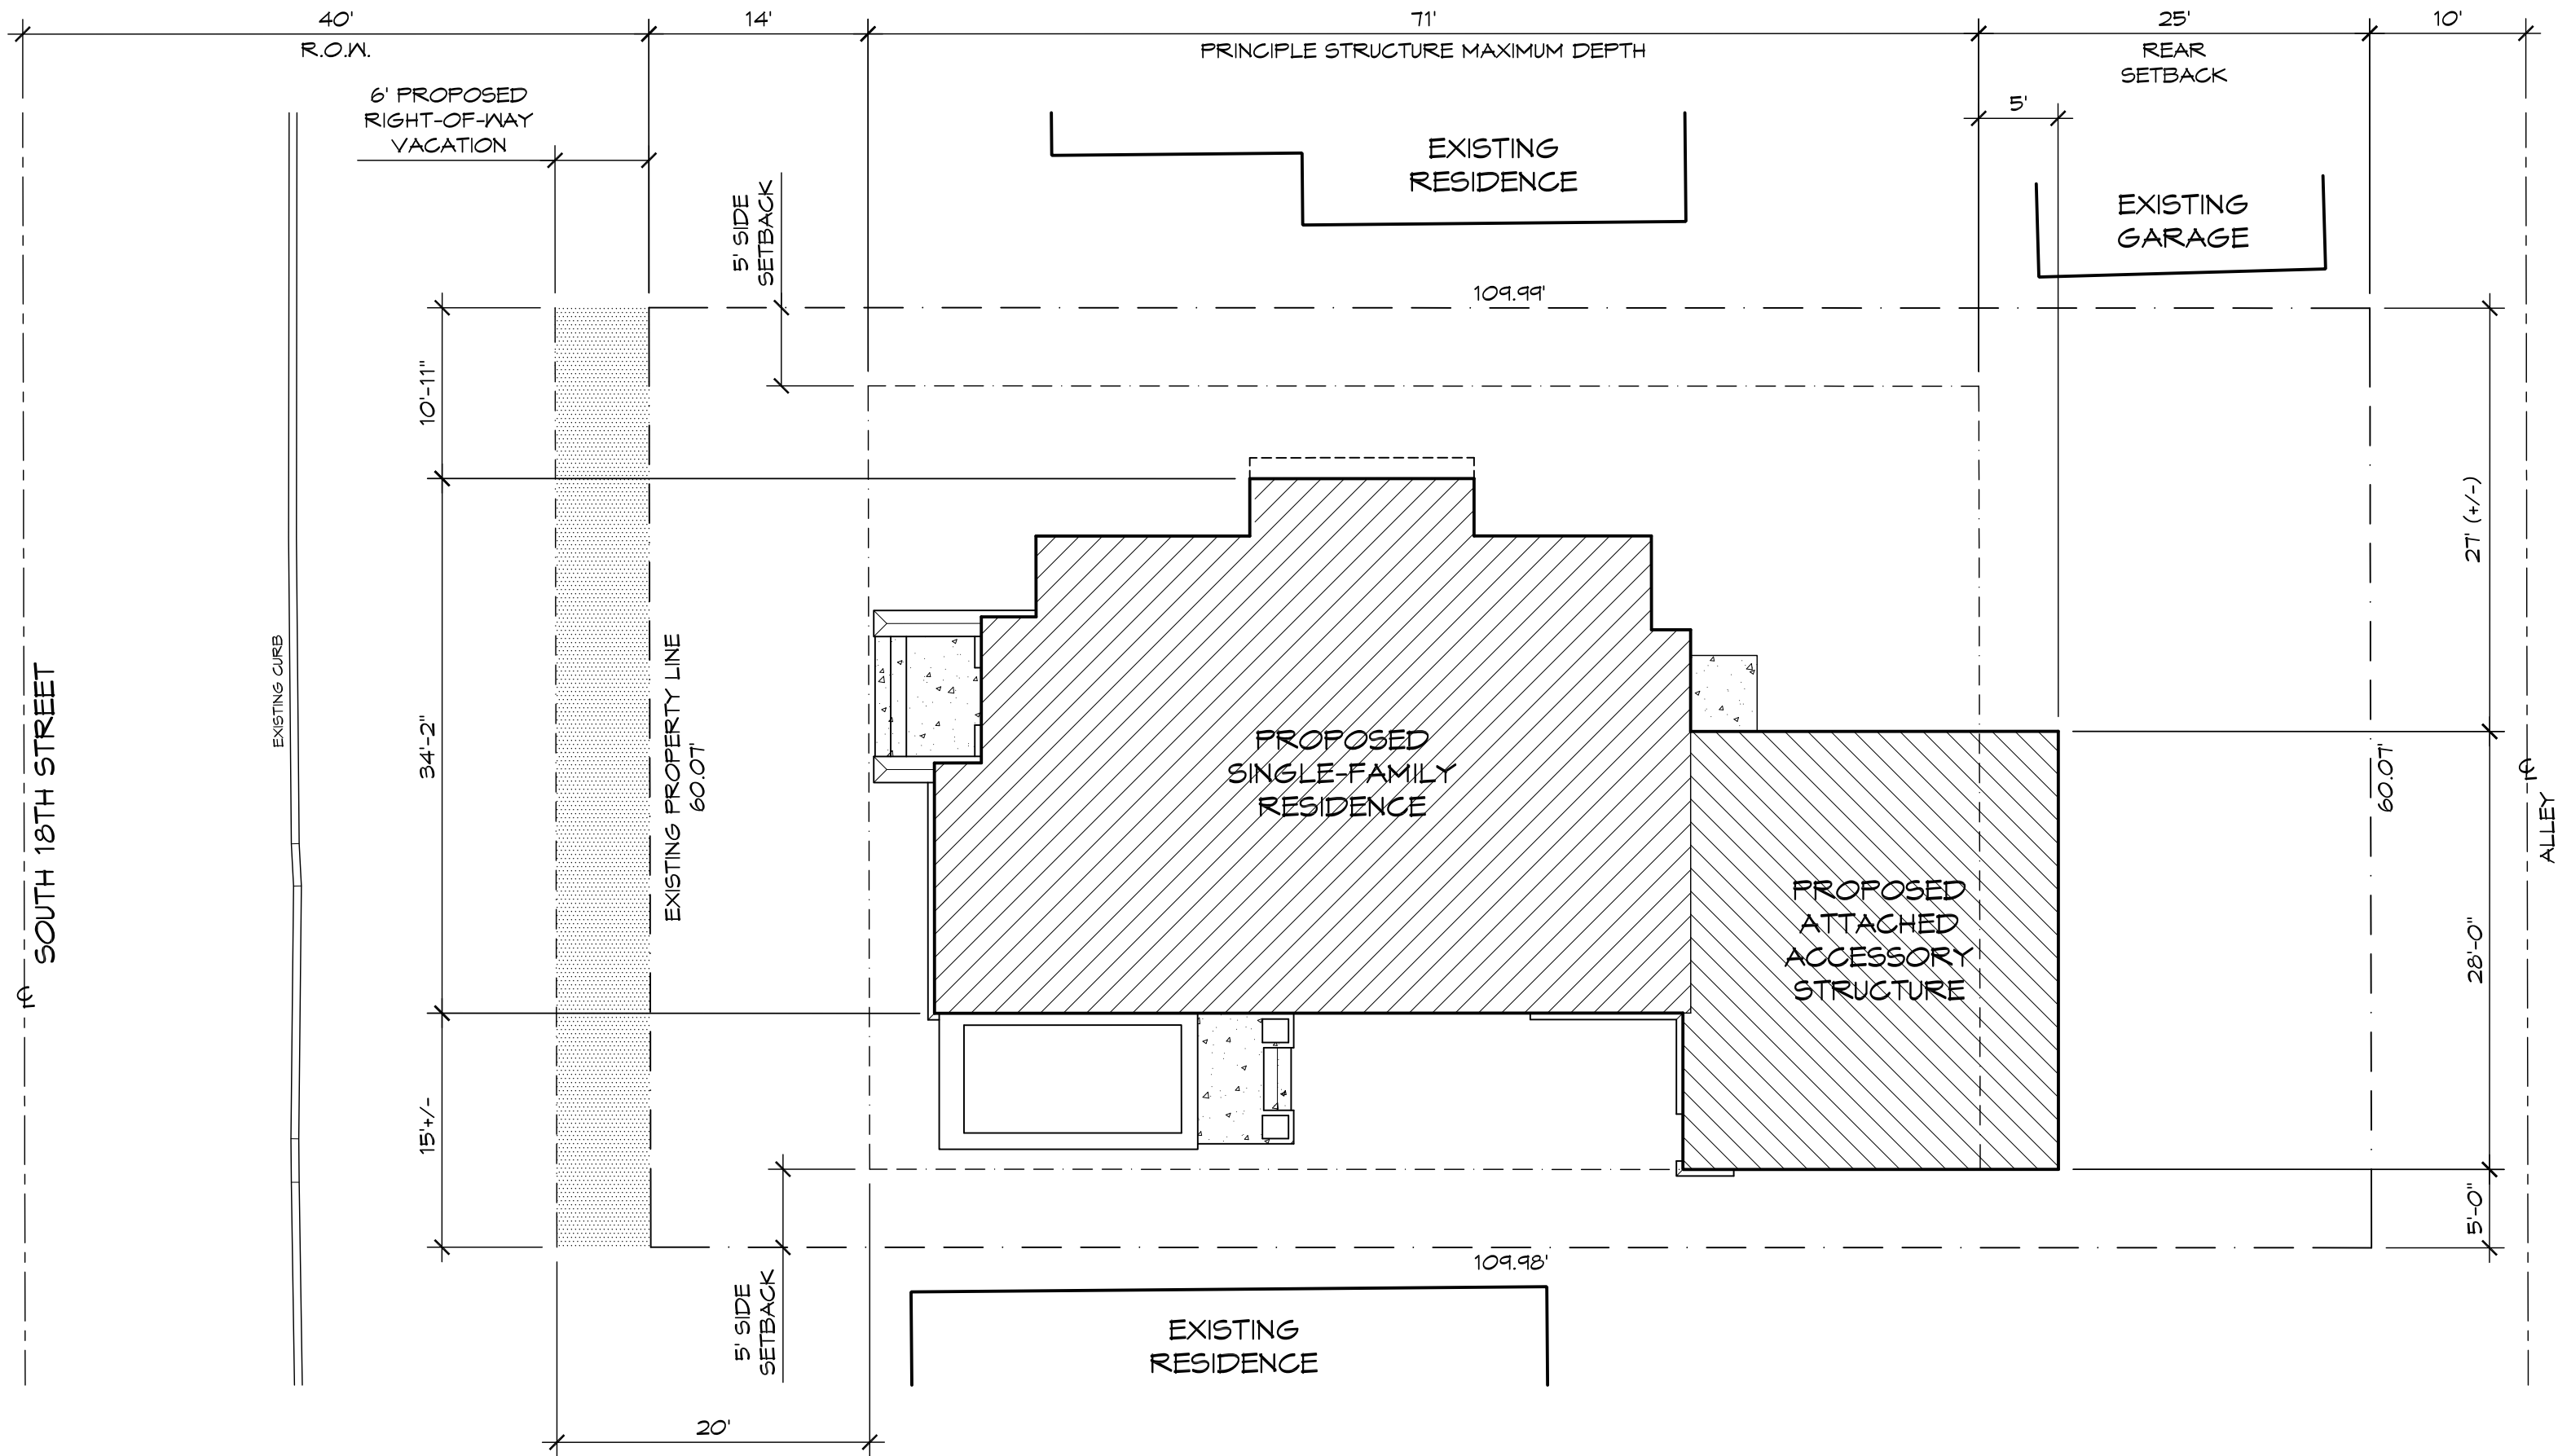 40'
14'
71'
25'
10'
R.O.W.
PRINCIPLE STRUCTURE MAXIMUM DEPTH
REAR
SETBACK
6' PROPOSED
RIGHT-OF-WAY
VACATION
5'
EXISTING
RESIDENCE
EXISTING
GARAGE
5' SIDE
SETBACK
109.99'
10'-11"
27' (+/-)
EXISTING CURB
SOUTH 18TH STREET
℄
34'-2"
EXISTING PROPERTY LINE
60.07'
PROPOSED
SINGLE-FAMILY
RESIDENCE
60.07'
℄
ALLEY
PROPOSED
ATTACHED
ACCESSORY
STRUCTURE
28'-0"
15'+/-
5'-0"
109.98'
5' SIDE
SETBACK
EXISTING
RESIDENCE
20'